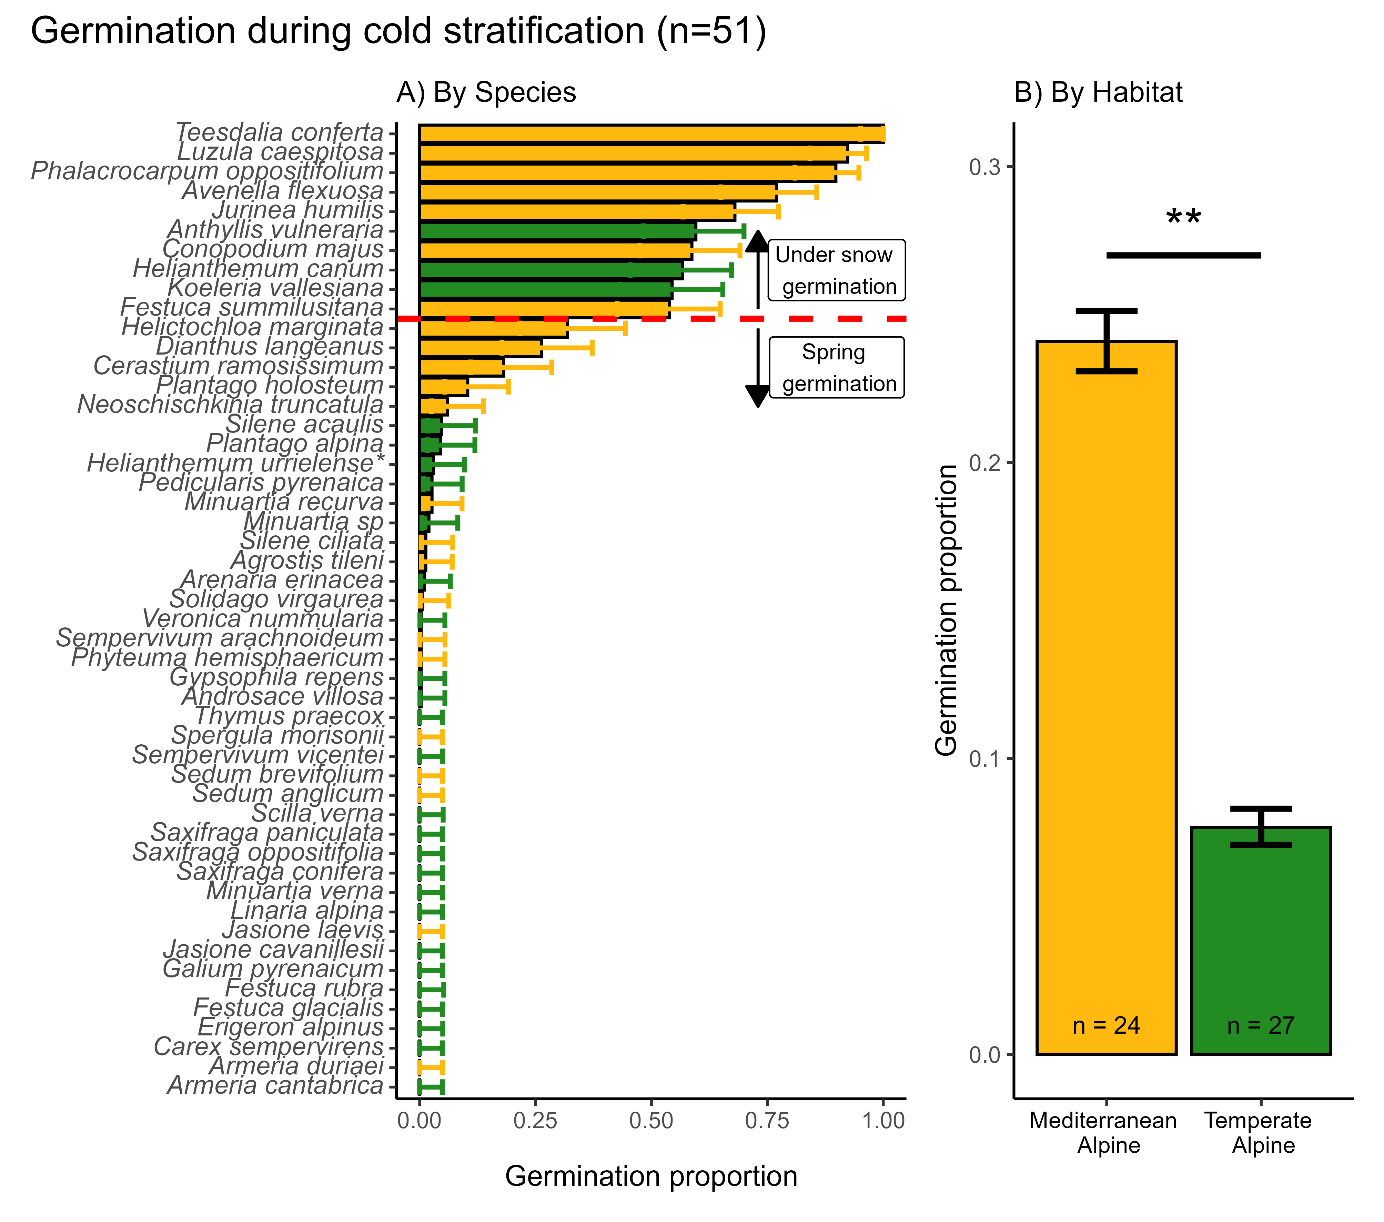 Germination during cold stratification (n=51)
A) By Species
Teesdalia conferta
Luzula caespitosa
Phalacrocarpum oppositifolium
Avenella flexuosa
Jurinea humilis
Anthyllis vulneraria
Conopodium majus
Helianthemum canum
Koeleria vallesiana
Festuca summilusitana
Helictochloa marginata
Dianthus langeanus
Cerastium ramosissimum
Plantago holosteum
Neoschischkinia truncatula
Silene acaulis
Plantago alpina
Helianthemum urrielense*
Pedicularis pyrenaica
Minuartia recurva
Minuartia sp
Silene ciliata
Agrostis tileni
Arenaria erinacea
Solidago virgaurea
Veronica nummularia
Sempervivum arachnoideum
Phyteuma hemisphaericum
Gypsophila repens
Androsace villosa
Thymus praecox
Spergula morisonii
Sempervivum vicentei
Sedum brevifolium
Sedum anglicum
Scilla verna
Saxifraga paniculata
Saxifraga oppositifolia
Saxifraga conifera
Minuartia verna
Linaria alpina
Jasione laevis
Jasione cavanillesii
Galium pyrenaicum
Festuca rubra
Festuca glacialis
Erigeron alpinus
Carex sempervirens
Armeria duriaei
Armeria cantabrica
Under snow
germination
Spring
germination
0.00 0.25 0.50 0.75 1.00
Germination proportion
B) By Habitat
Germination proportion
0.3
0.2
0.1
0.0
**
n = 24
n = 27
Mediterranean
Alpine
Temperate
Alpine